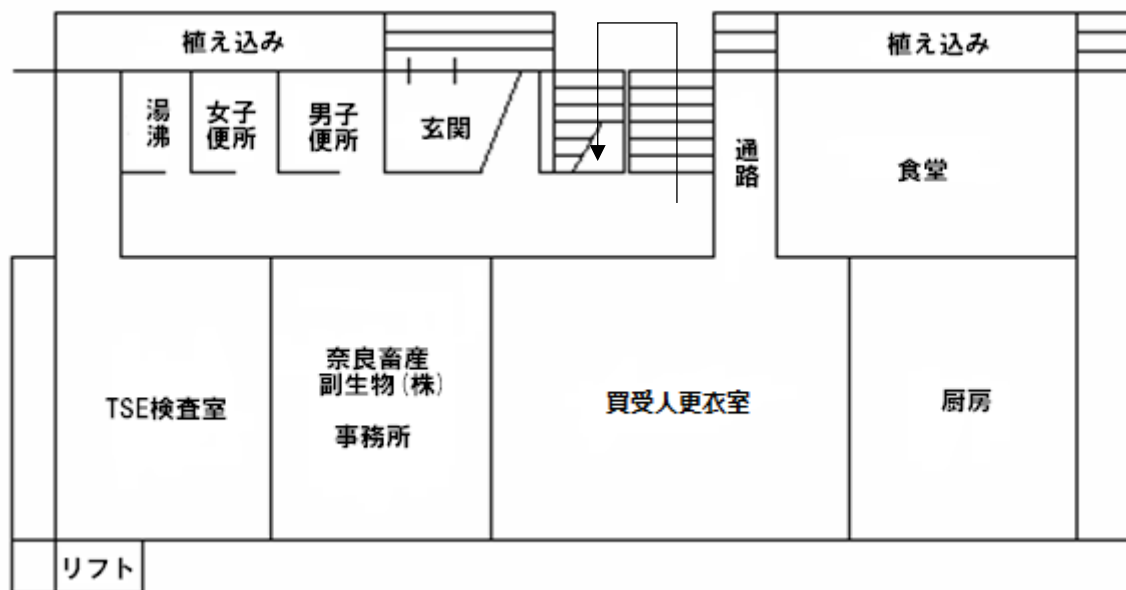 植え込み
植え込み
湯沸
女子
便所
男子
便所
玄関
通路
食堂
TSE検査室
奈良畜産
副生物(株)
事務所
買受人更衣室
厨房
リフト